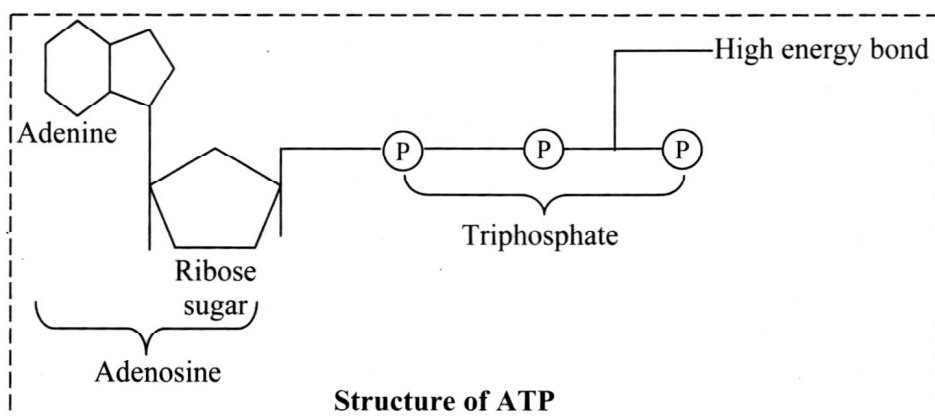 High energy bond
Adenine
P
P
P
Triphosphate
Ribose
sugar
Adenosine
Structure of ATP